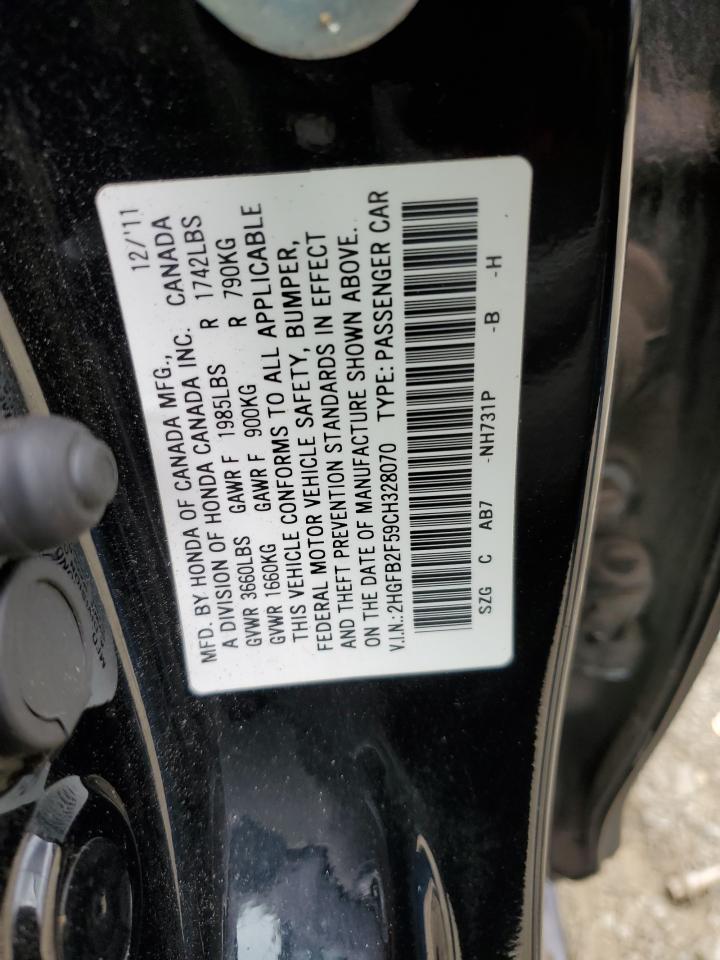 MFD. BY HONDA OF CANADA MFG., 12/'11
A DIVISION OF HONDA CANADA INC. CANADA
GVWR 3660LBS GAWR F 1985LBS R 1742LBS
GVWR 1660KG GAWR F 900KG R 790KG
THIS VEHICLE CONFORMS TO ALL APPLICABLE
FEDERAL MOTOR VEHICLE SAFETY, BUMPER,
AND THEFT PREVENTION STANDARDS IN EFFECT
ON THE DATE OF MANUFACTURE SHOWN ABOVE.
V.I.N.:2HGFB2F59CH328070 TYPE:PASSENGER CAR
SZG C AB7 -NH731P -B -H